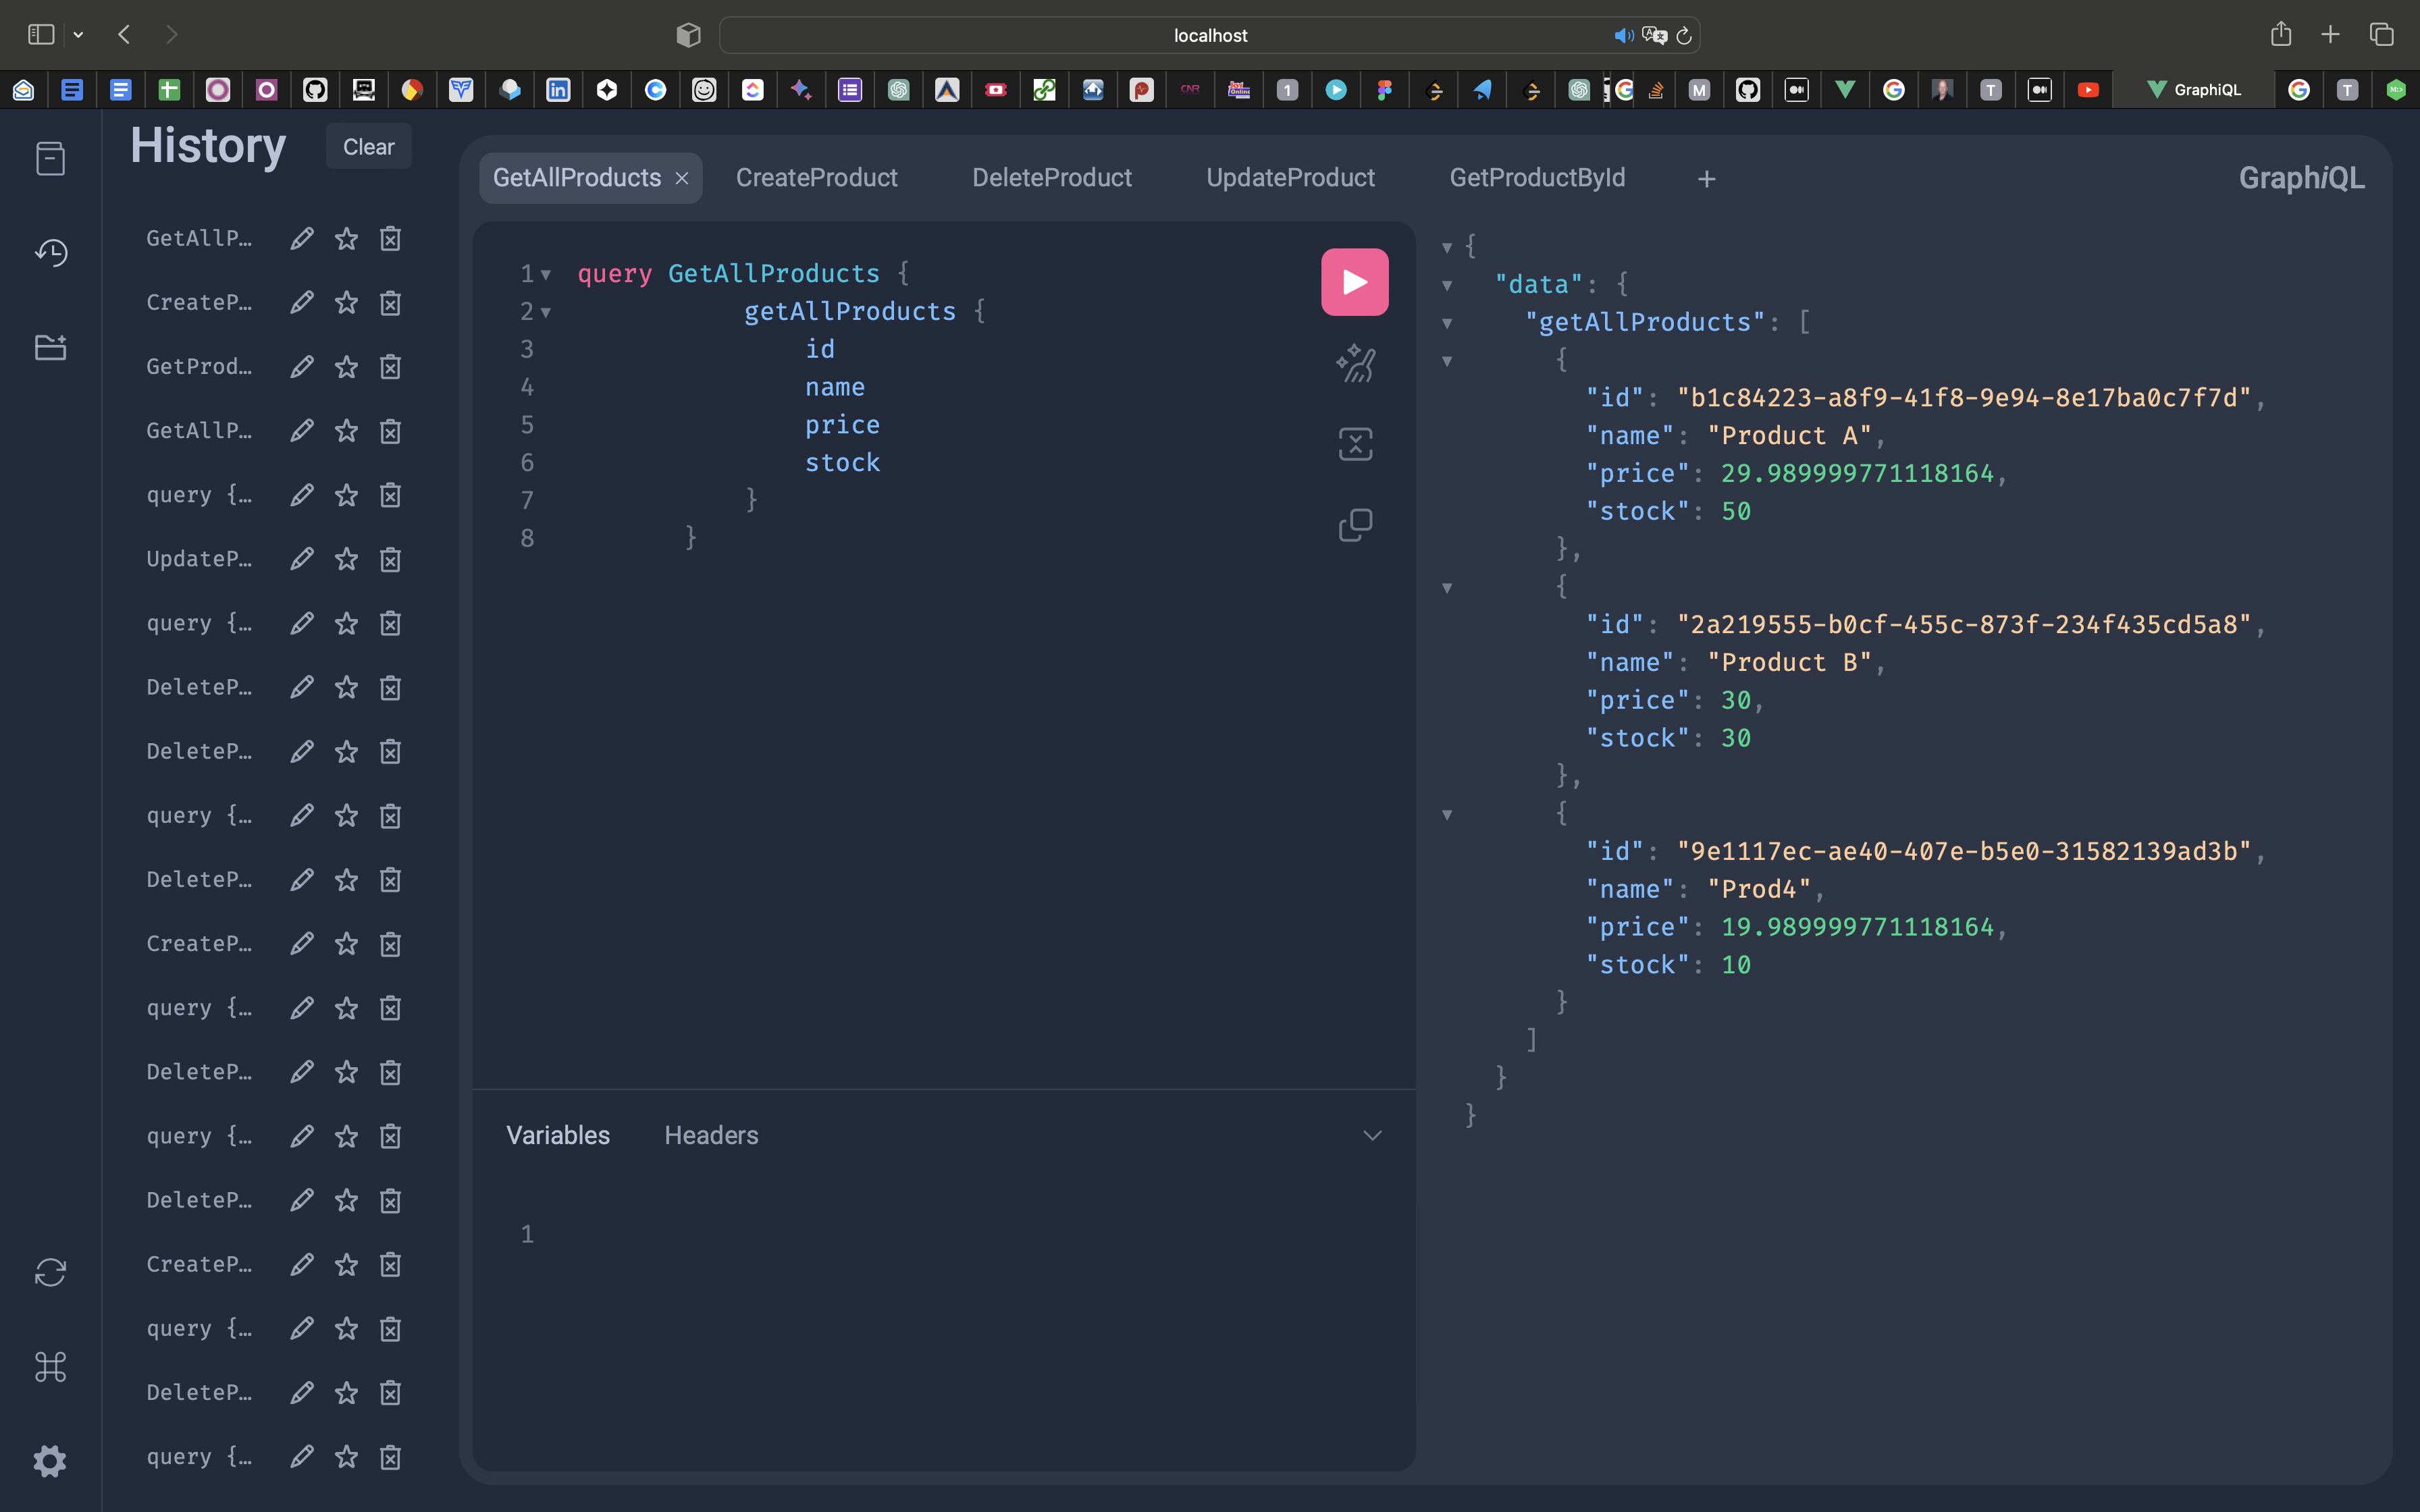 localhost
GraphiQL
History
Clear
GetAllP…
CreateP…
GetProd…
GetAllP…
query {…
UpdateP…
query {…
DeleteP…
DeleteP…
query {…
DeleteP…
CreateP…
query {…
DeleteP…
query {…
DeleteP…
CreateP…
query {…
DeleteP…
query {…
GetAllProducts
CreateProduct
DeleteProduct
UpdateProduct
GetProductById
GraphiQL
1 query GetAllProducts {
2 getAllProducts {
3 id
4 name
5 price
6 stock
7 }
8 }
Variables
Headers
1
{
"data": {
"getAllProducts": [
{
"id": "b1c84223-a8f9-41f8-9e94-8e17ba0c7f7d",
"name": "Product A",
"price": 29.989999771118164,
"stock": 50
},
{
"id": "2a219555-b0cf-455c-873f-234f435cd5a8",
"name": "Product B",
"price": 30,
"stock": 30
},
{
"id": "9e1117ec-ae40-407e-b5e0-31582139ad3b",
"name": "Prod4",
"price": 19.989999771118164,
"stock": 10
}
]
}
}